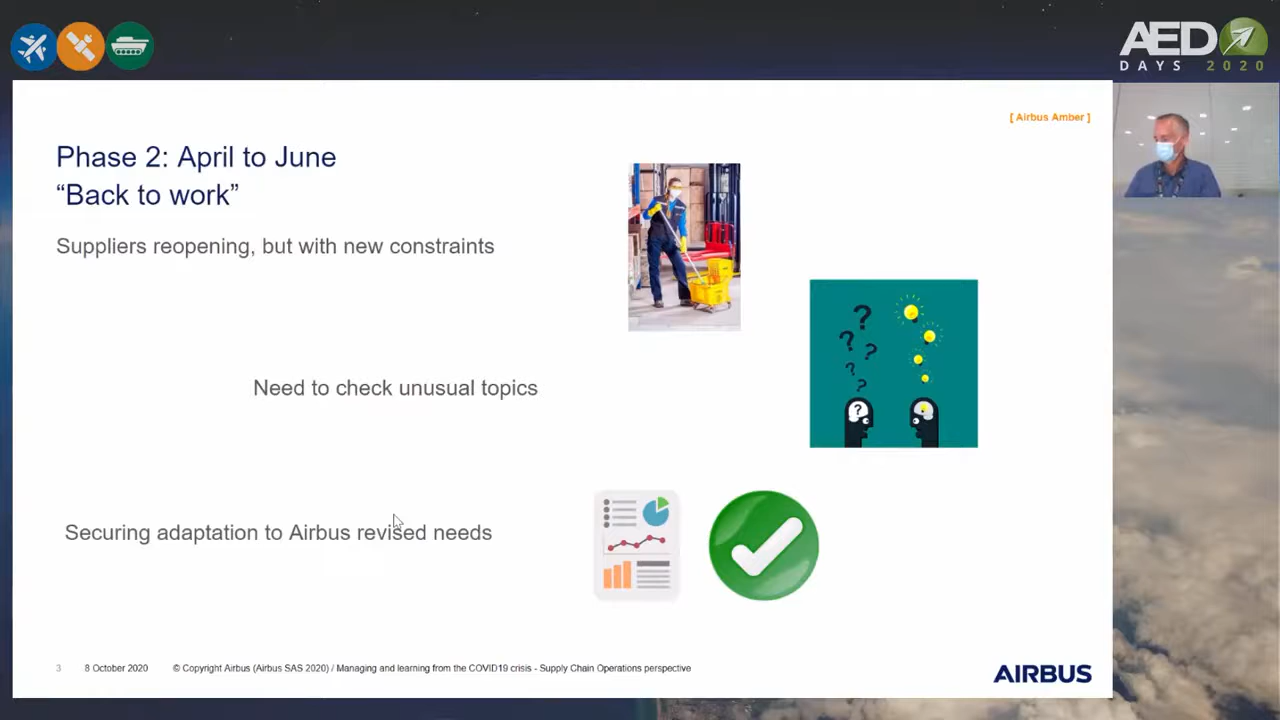 AED
DAYS 2020
[ Airbus Amber ]
Phase 2: April to June
“Back to work”
Suppliers reopening, but with new constraints
Need to check unusual topics
Securing adaptation to Airbus revised needs
3 8 October 2020 © Copyright Airbus (Airbus SAS 2020) / Managing and learning from the COVID19 crisis - Supply Chain Operations perspective
AIRBUS